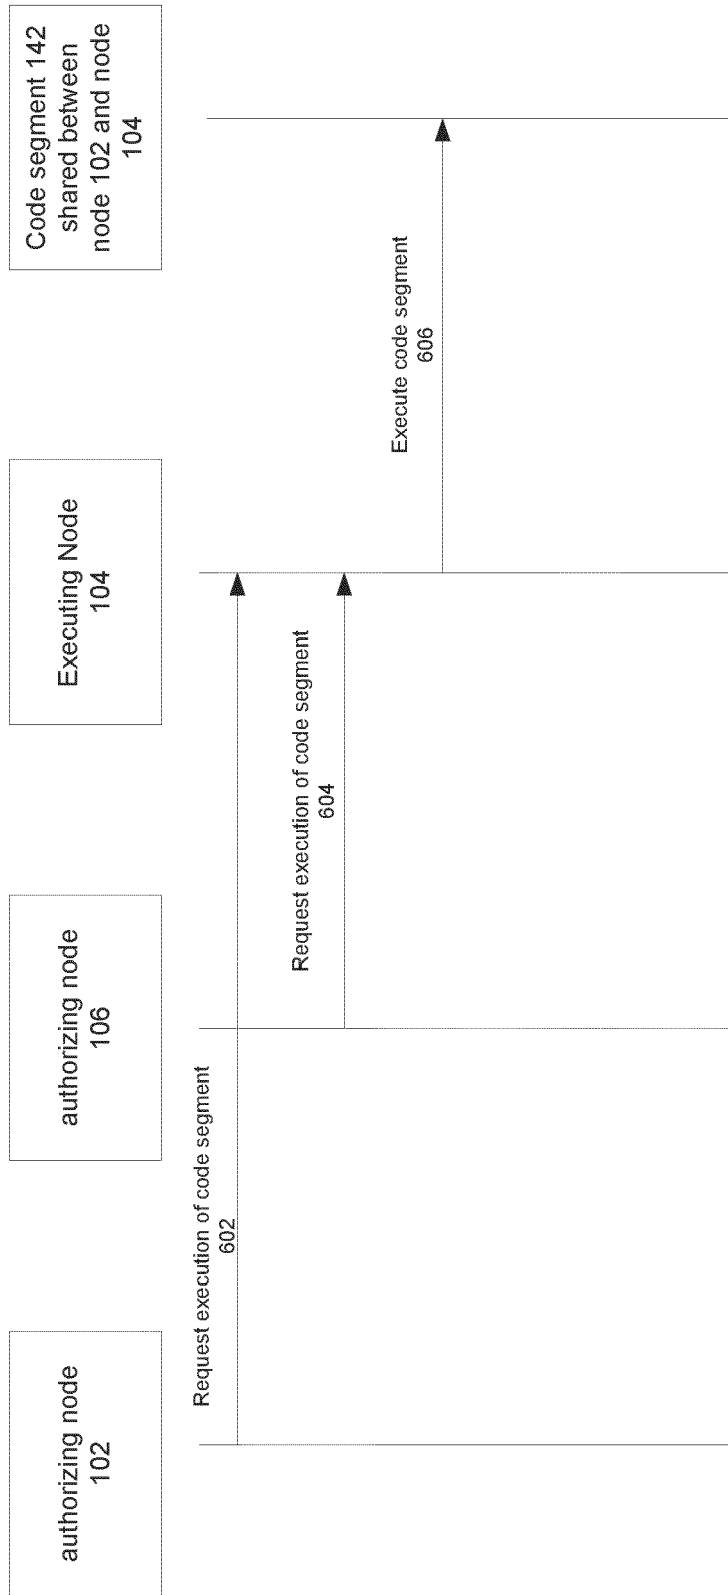 authorizing node
102
authorizing node
106
Executing Node
104
Code segment 142
shared between
node 102 and node
104
Request execution of code segment
602
Request execution of code segment
604
Execute code segment
606